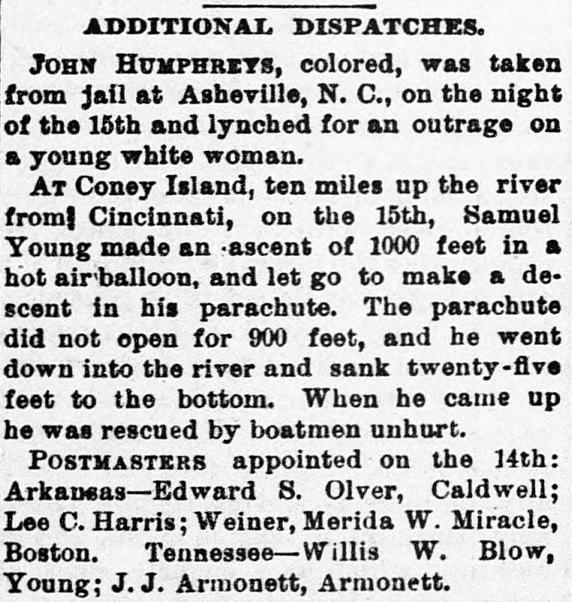 ADDITIONAL DISPATCHES.
JOHN HUMPHREYS, colored, was taken
from jail at Asheville, N. C., on the night
of the 15th and lynched for an outrage on
a young white woman.
AT Coney Island, ten miles up the river
from Cincinnati, on the 15th, Samuel
Young made an ascent of 1000 feet in a
hot air balloon, and let go to make a de-
scent in his parachute. The parachute
did not open for 900 feet, and he went
down into the river and sank twenty-five
feet to the bottom. When he came up
he was rescued by boatmen unhurt.
POSTMASTERS appointed on the 14th:
Arkansas—Edward S. Olver, Caldwell;
Lee C. Harris; Weiner, Merida W. Miracle,
Boston. Tennessee—Willis W. Blow,
Young; J. J. Armonett, Armonett.